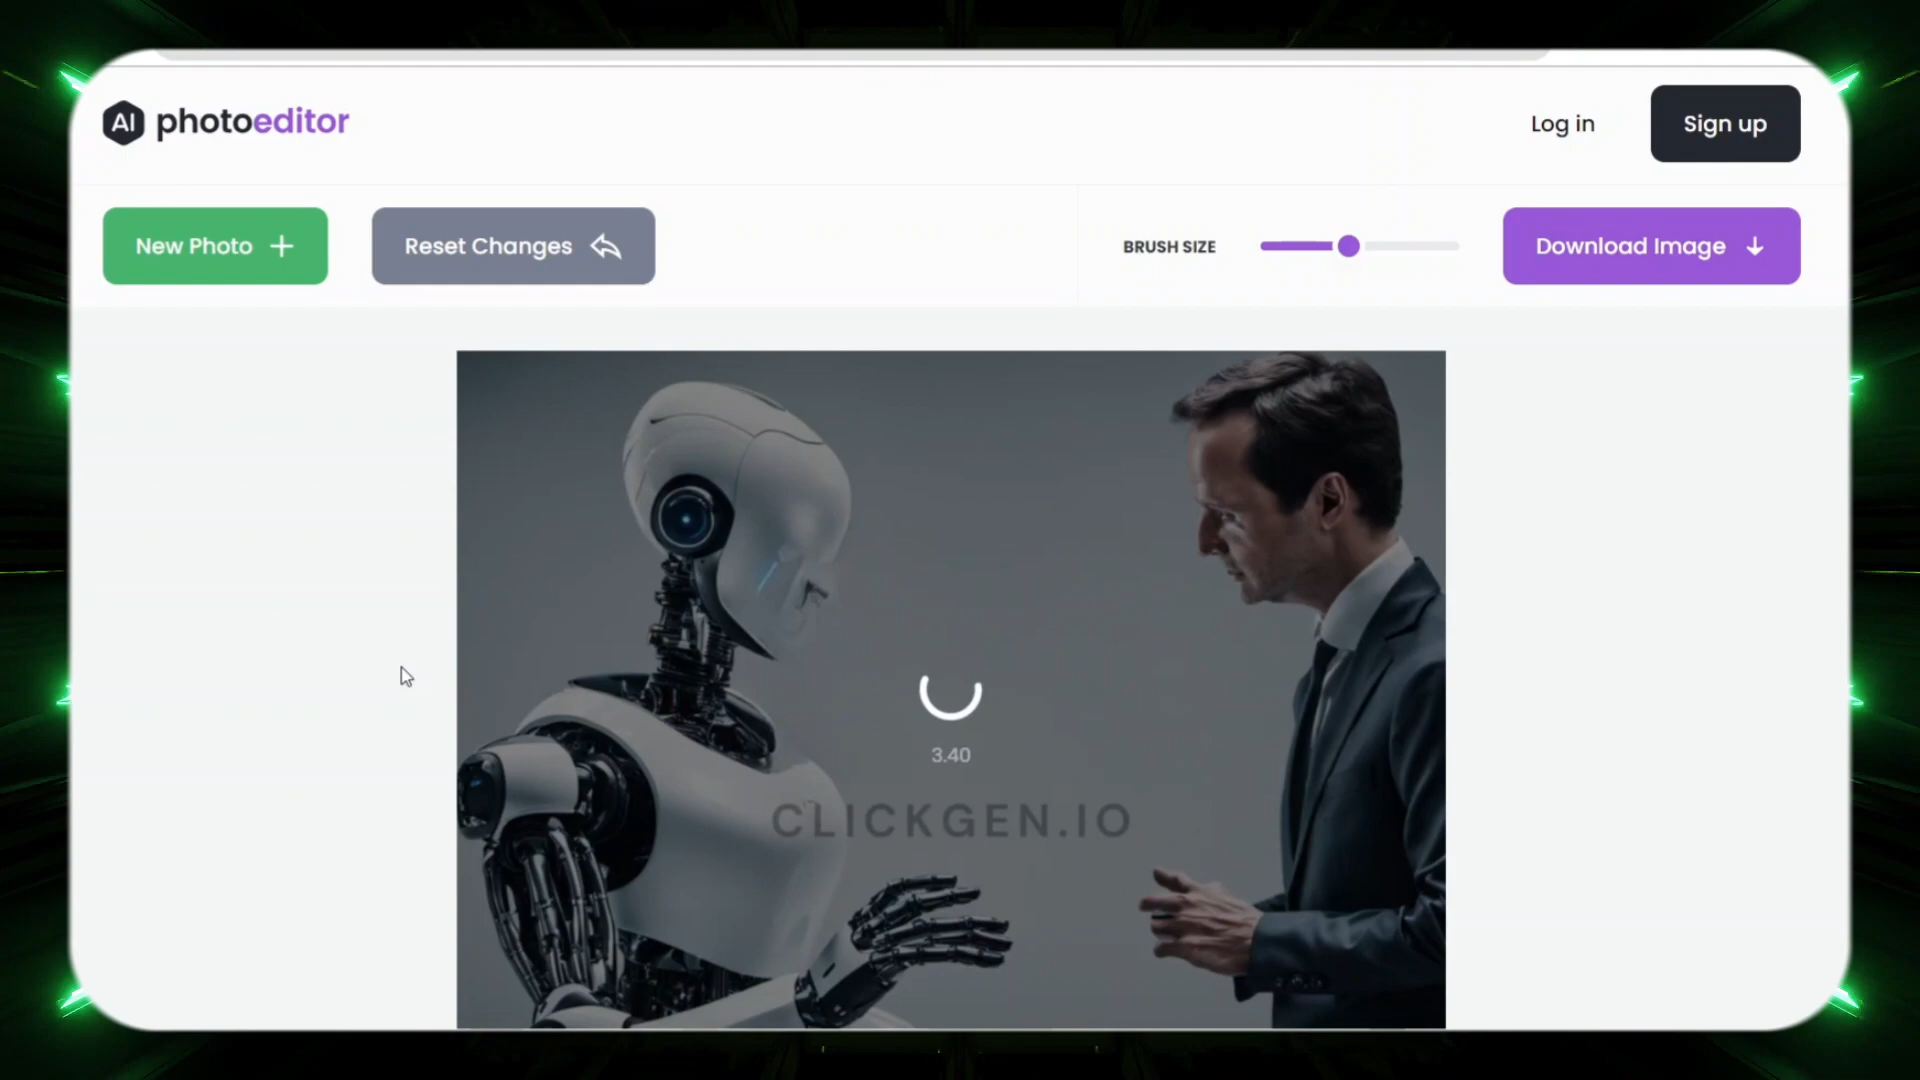 AI photoeditor
Log in
Sign up
New Photo
Reset Changes
BRUSH SIZE
Download Image
3.40
CLICKGEN.IO